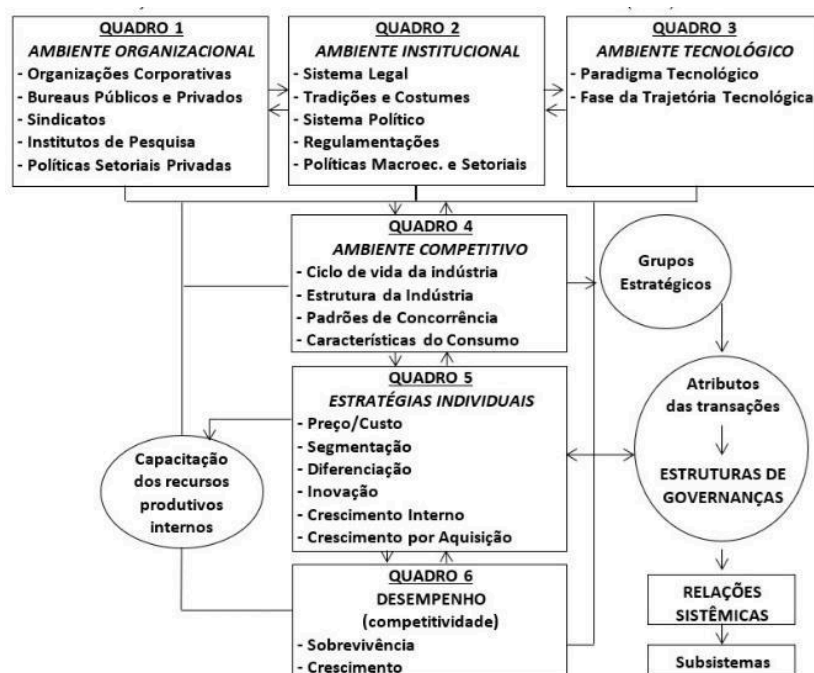 QUADRO 1
AMBIENTE ORGANIZACIONAL
- Organizações Corporativas
- Bureaus Públicos e Privados
- Sindicatos
- Institutos de Pesquisa
- Políticas Setoriais Privadas
QUADRO 2
AMBIENTE INSTITUCIONAL
- Sistema Legal
- Tradições e Costumes
- Sistema Político
- Regulamentações
- Políticas Macroec. e Setoriais
QUADRO 3
AMBIENTE TECNOLÓGICO
- Paradigma Tecnológico
- Fase da Trajetória Tecnológica
QUADRO 4
AMBIENTE COMPETITIVO
- Ciclo de vida da indústria
- Estrutura da Indústria
- Padrões de Concorrência
- Características do Consumo
Grupos
Estratégicos
QUADRO 5
ESTRATÉGIAS INDIVIDUAIS
- Preço/Custo
- Segmentação
- Diferenciação
- Inovação
- Crescimento Interno
- Crescimento por Aquisição
Atributos
das transações
ESTRUTURAS DE
GOVERNANÇAS
Capacitação
dos recursos
produtivos
internos
QUADRO 6
DESEMPENHO
(competitividade)
- Sobrevivência
- Crescimento
RELAÇÕES
SISTÊMICAS
Subsistemas